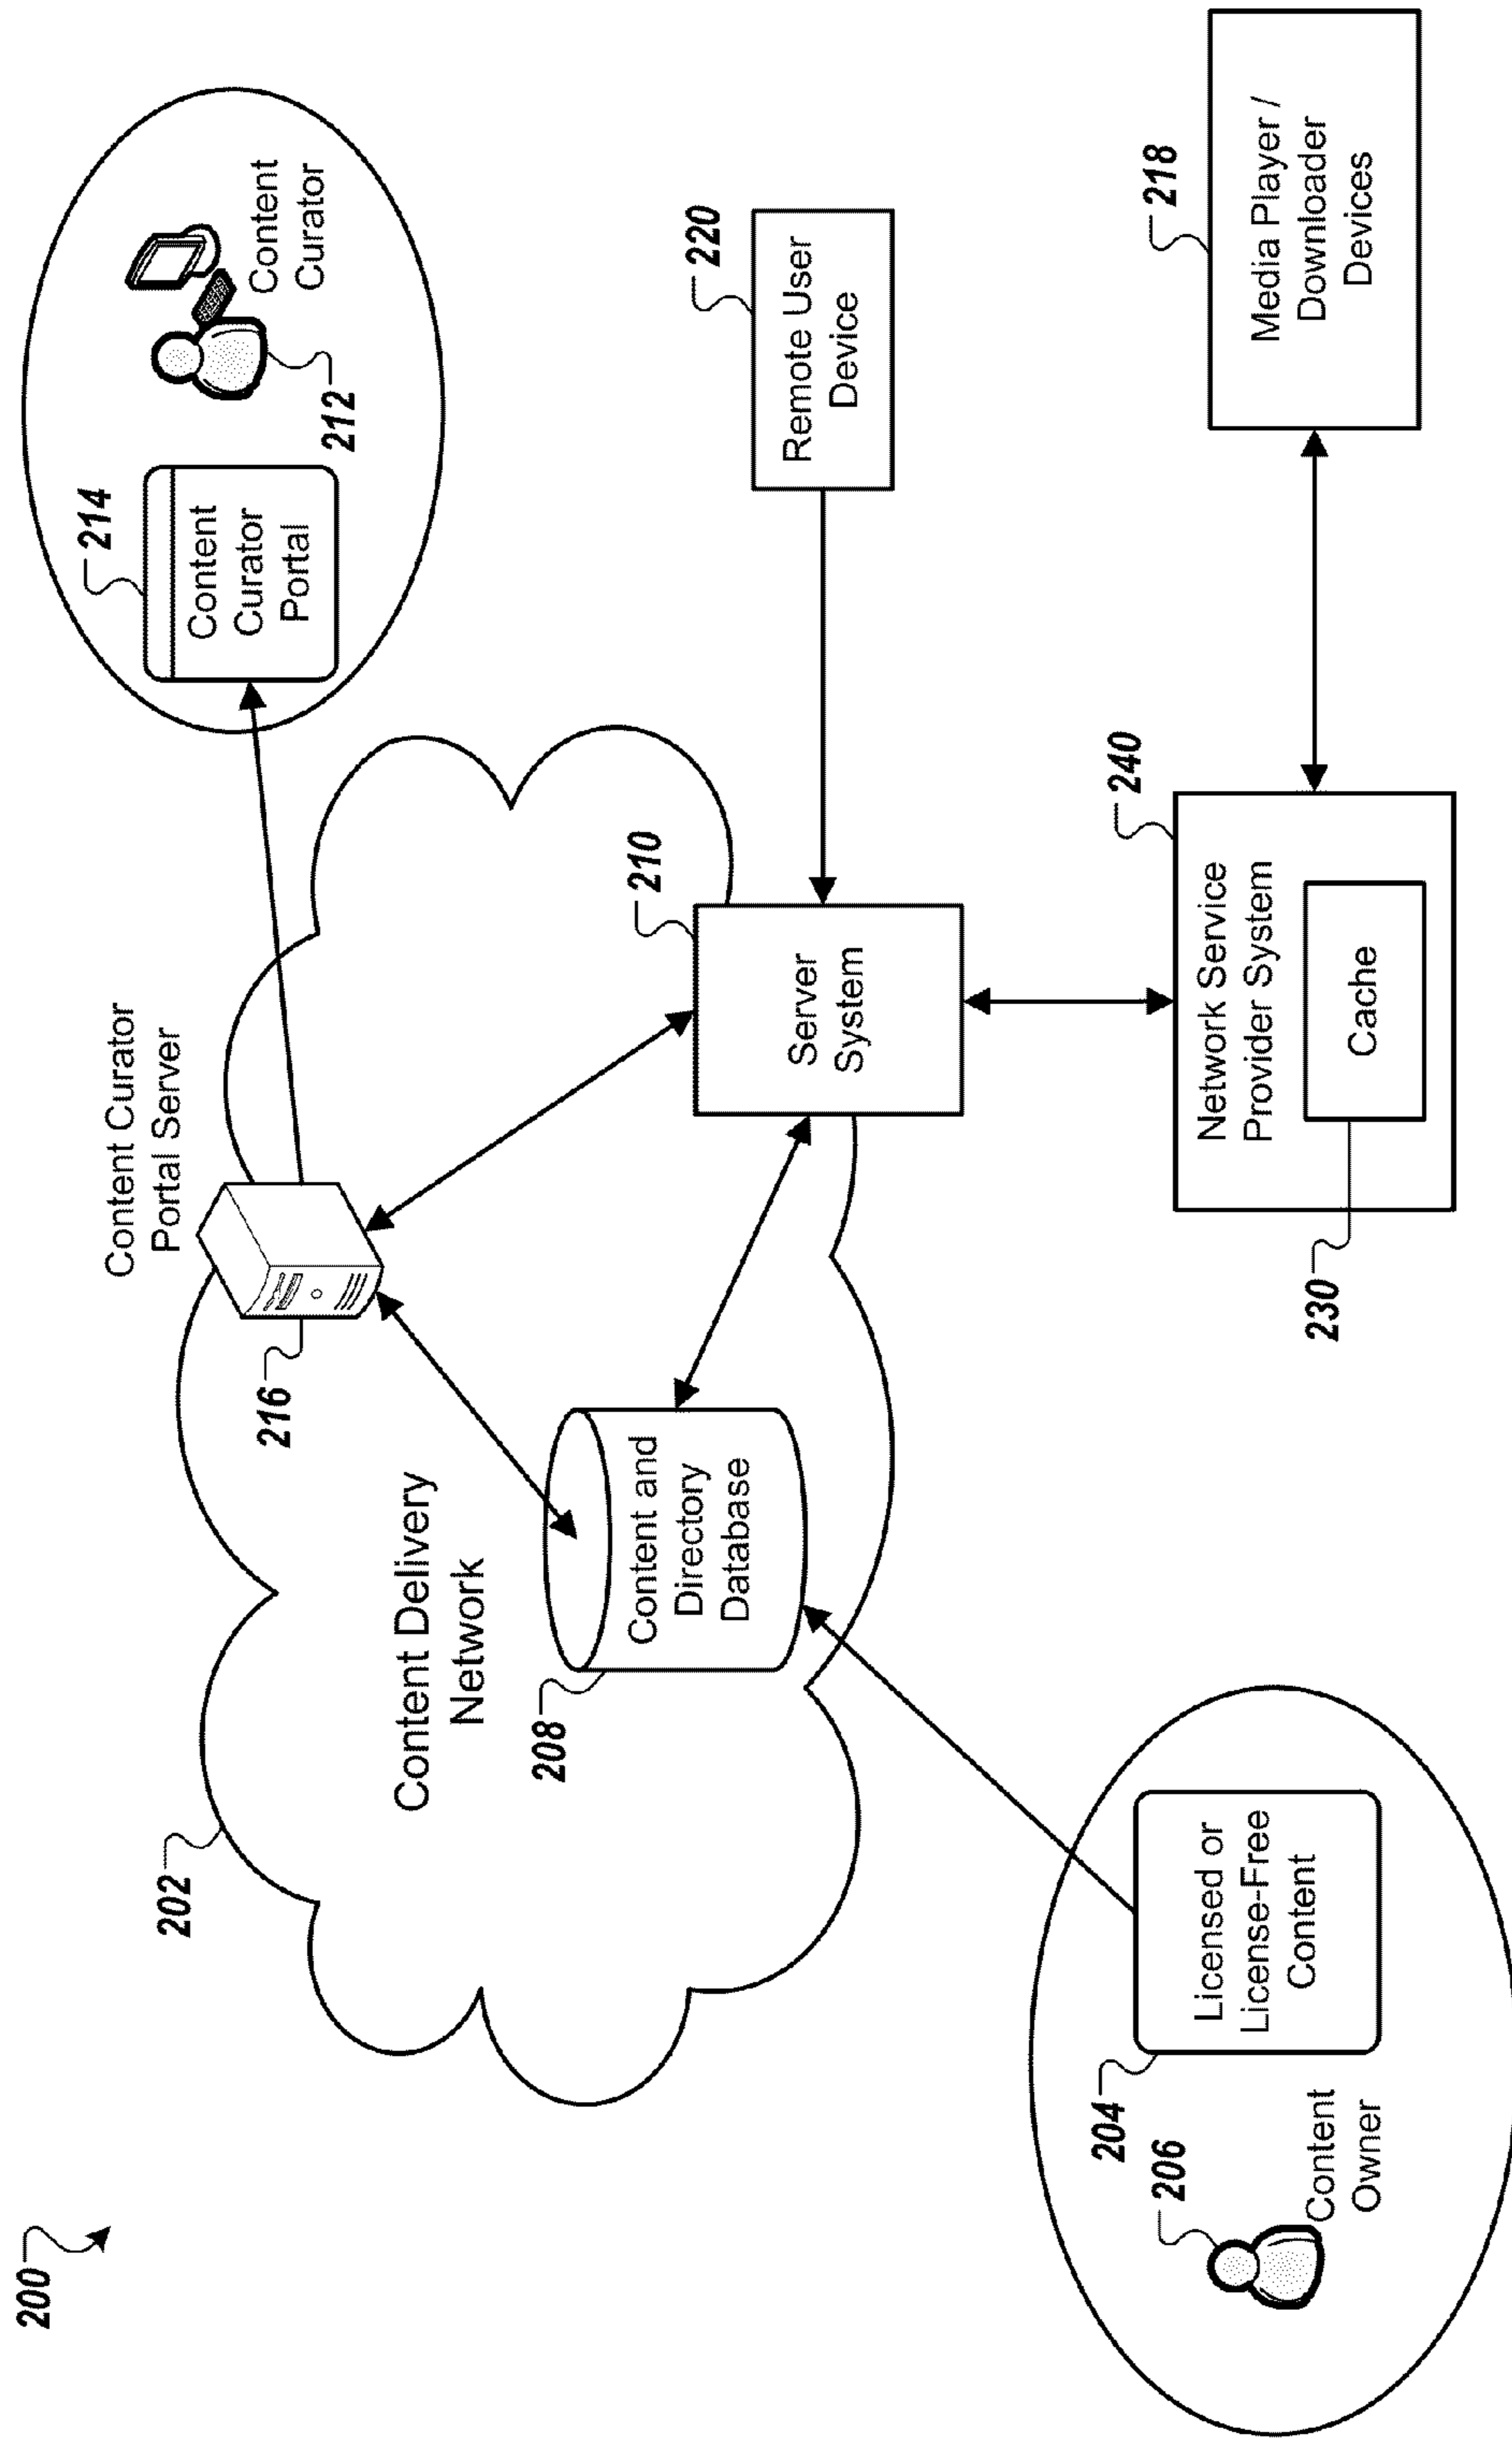 200
202
Content Delivery
Network
Content Curator
Portal Server
216
214
Content
Curator
Portal
212
Content
Curator
208
Content and
Directory
Database
210
Server
System
220
Remote User
Device
206
Content
Owner
204
Licensed or
License-Free
Content
230
240
Network Service
Provider System
Cache
218
Media Player /
Downloader
Devices